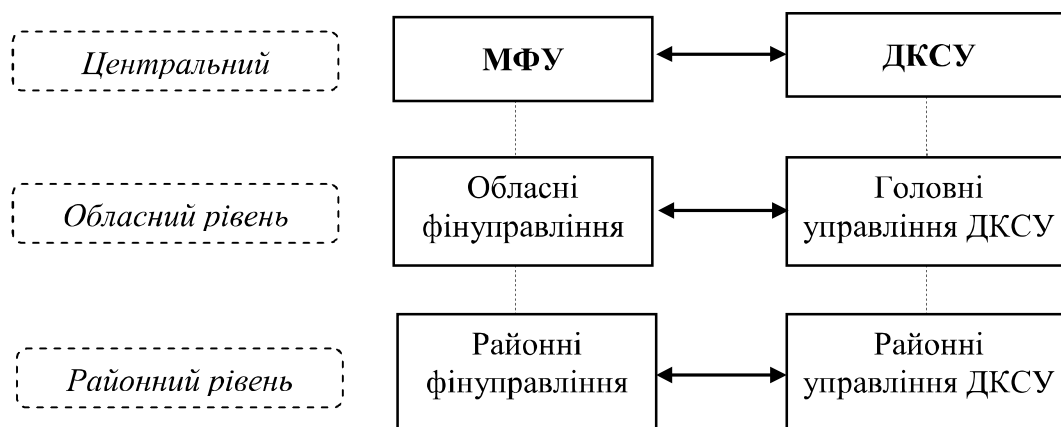 Центральний
МФУ
ДКСУ
Обласний рівень
Обласні
фінуправління
Головні
управління ДКСУ
Районний рівень
Районні
фінуправління
Районні
управління ДКСУ